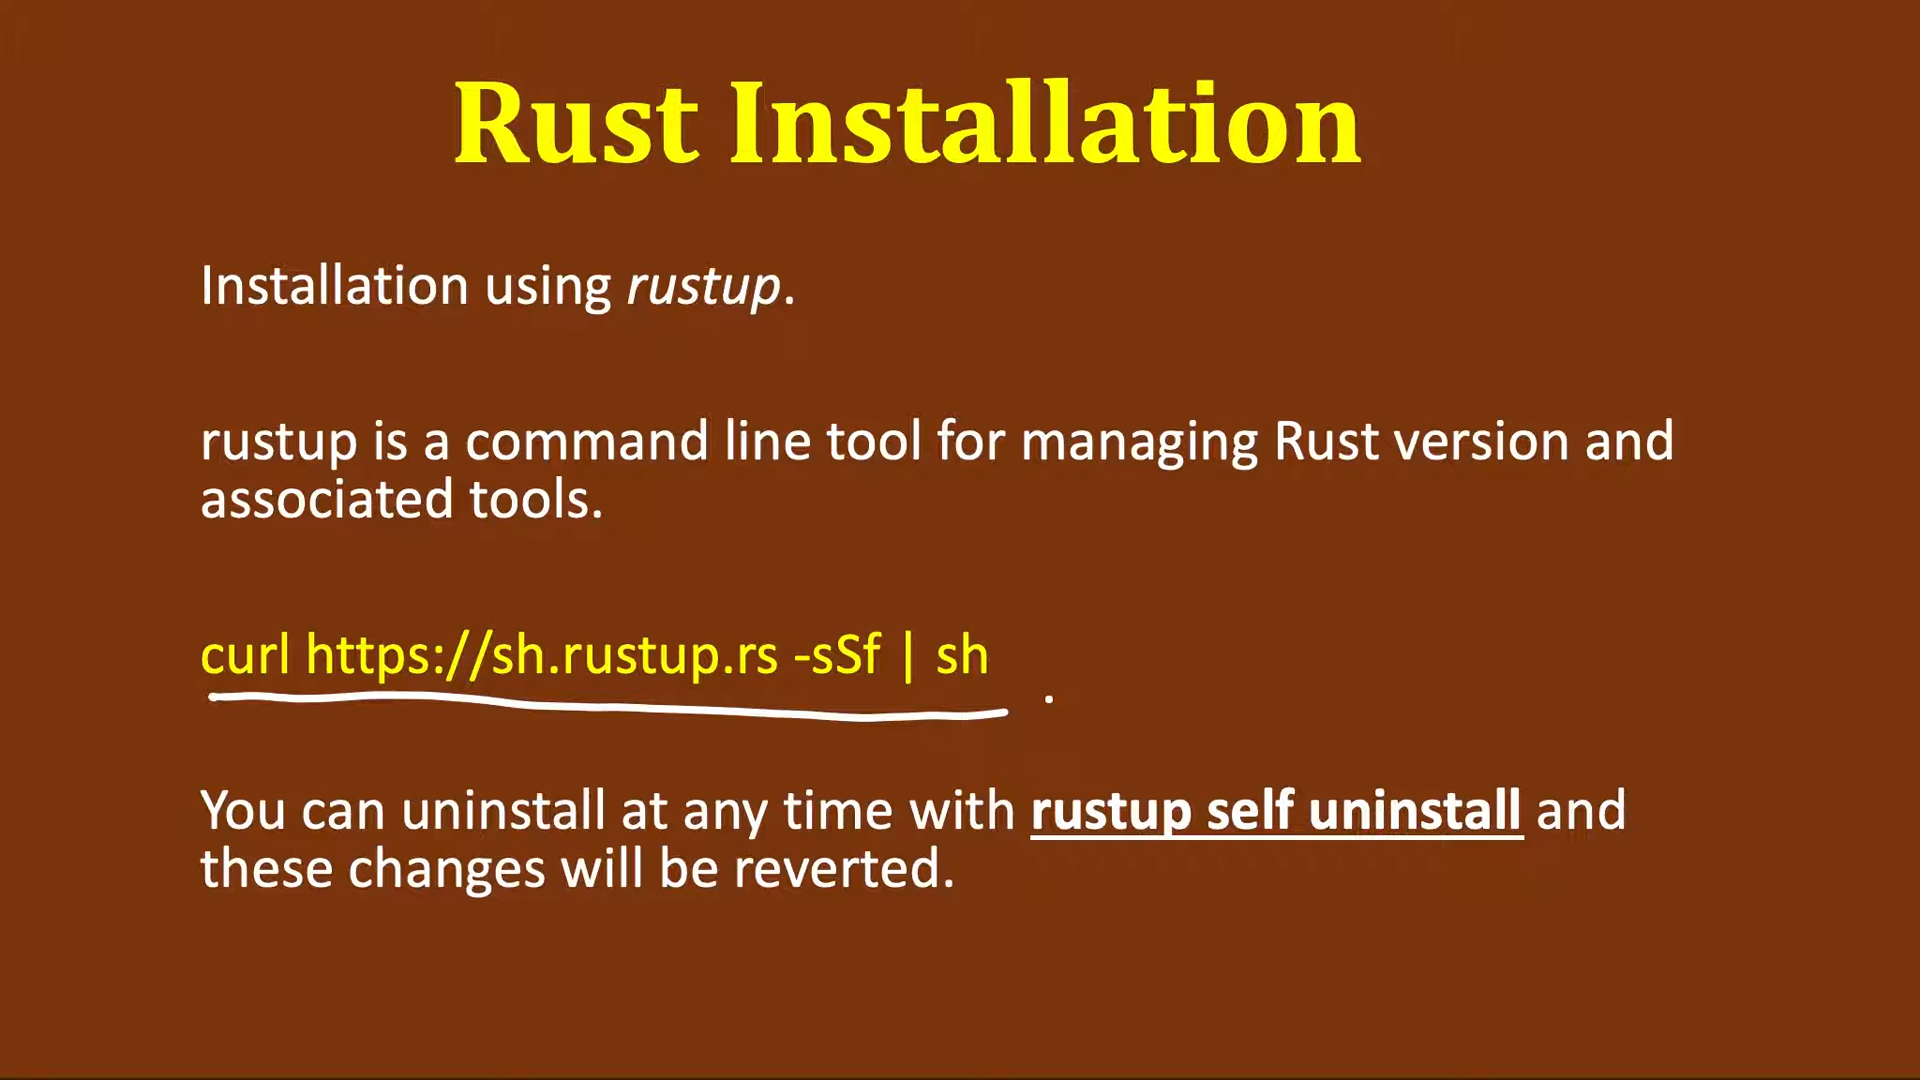 Rust Installation
Installation using rustup.
rustup is a command line tool for managing Rust version and
associated tools.
curl https://sh.rustup.rs -sSf | sh
You can uninstall at any time with rustup self uninstall and
these changes will be reverted.